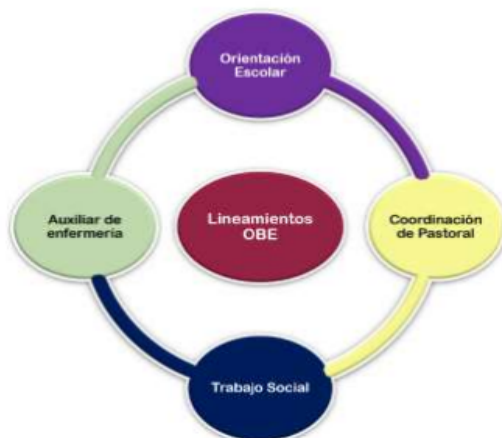 Orientación
Escolar
Auxiliar de
enfermería
Lineamientos
OBE
Coordinación
de Pastoral
Trabajo Social